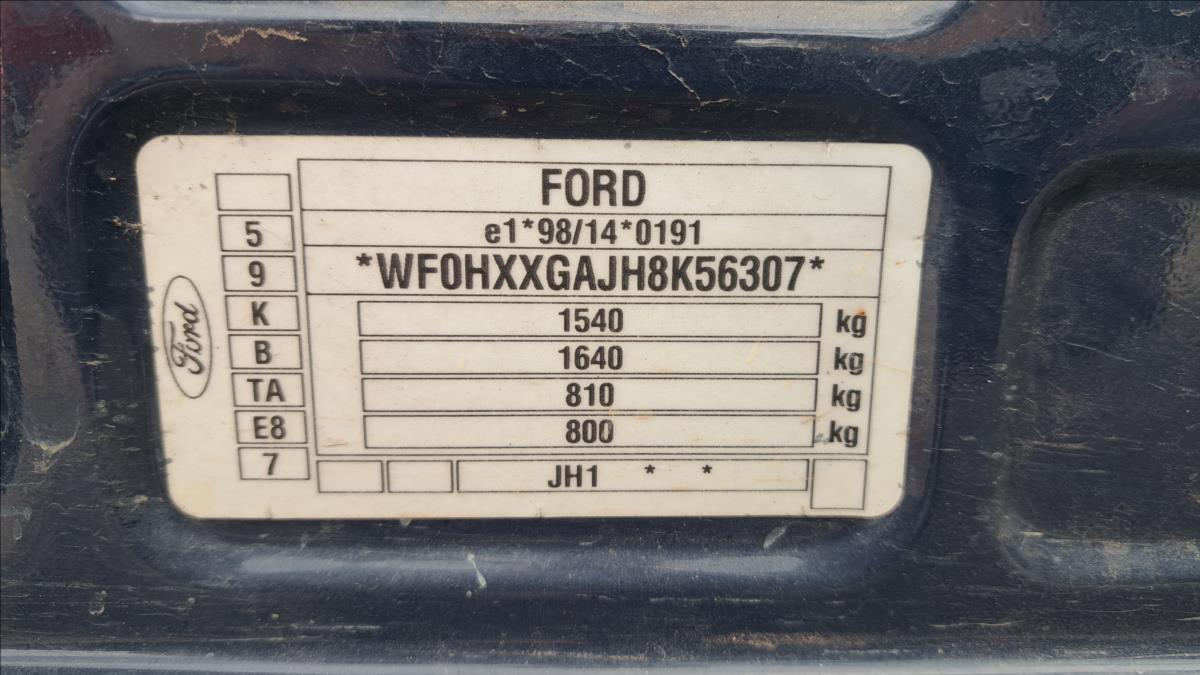 FORD
5
e1*98/14*0191
9
*WF0HXXGAJH8K56307*
K
1540 kg
B
1640 kg
TA
810 kg
E8
800 kg
7
JH1 * *
Ford